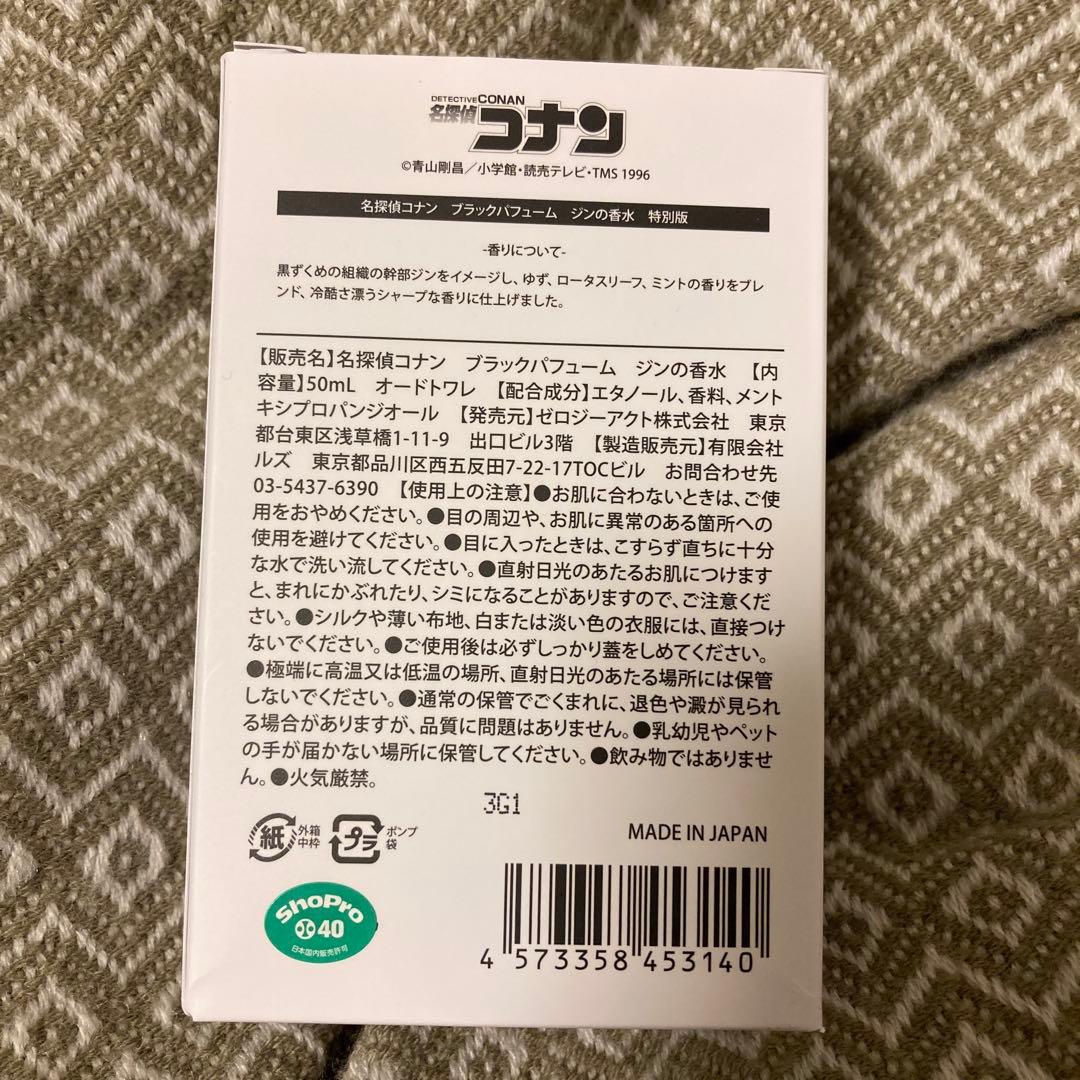 DETECTIVE CONAN
名探偵コナン
©青山剛昌／小学館・読売テレビ・TMS 1996
名探偵コナン　ブラックパフューム　ジンの香水　特別版
-香りについて-
黒ずくめの組織の幹部ジンをイメージし、ゆず、ロータスリーフ、ミントの香りをブレ
ンド、冷酷さ漂うシャープな香りに仕上げました。
【販売名】名探偵コナン　ブラックパフューム　ジンの香水　【内
容量】50mL　オードトワレ　【配合成分】エタノール、香料、メント
キシプロパンジオール　【発売元】ゼロジーアクト株式会社　東京
都台東区浅草橋1-11-9　出口ビル3階　【製造販売元】有限会社
ルズ　東京都品川区西五反田7-22-17TOCビル　お問合わせ先
03-5437-6390　【使用上の注意】●お肌に合わないときは、ご使
用をおやめください。●目の周辺や、お肌に異常のある箇所への
使用を避けてください。●目に入ったときは、こすらず直ちに十分
な水で洗い流してください。●直射日光のあたるお肌につけます
と、まれにかぶれたり、シミになることがありますので、ご注意くだ
さい。●シルクや薄い布地、白または淡い色の衣服には、直接つけ
ないでください。●ご使用後は必ずしっかり蓋をしめてください。
●極端に高温又は低温の場所、直射日光のあたる場所には保管
しないでください。●通常の保管でごくまれに、退色や澱が見られ
る場合がありますが、品質に問題はありません。●乳幼児やペット
の手が届かない場所に保管してください。●飲み物ではありませ
ん。●火気厳禁。
3G1
紙 外箱
中枠
プラ ポンプ
袋
MADE IN JAPAN
ShoPro
40
日本国内販売許可
4 573358 453140